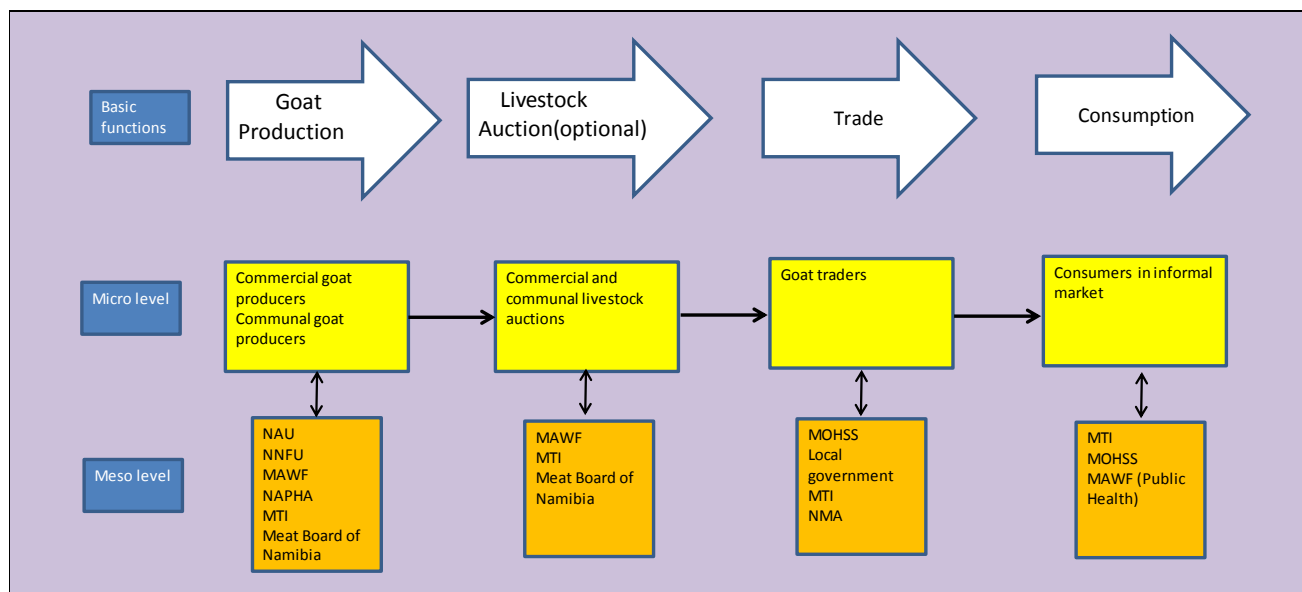 Basic
functions
Goat
Production
Livestock
Auction(optional)
Trade
Consumption
Micro level
Commercial goat
producers
Communal goat
producers
Commercial and
communal livestock
auctions
Goat traders
Consumers in informal
market
Meso level
NAU
NNFU
MAWF
NAPHA
MTI
Meat Board of
Namibia
MAWF
MTI
Meat Board of
Namibia
MOHSS
Local
government
MTI
NMA
MTI
MOHSS
MAWF (Public
Health)